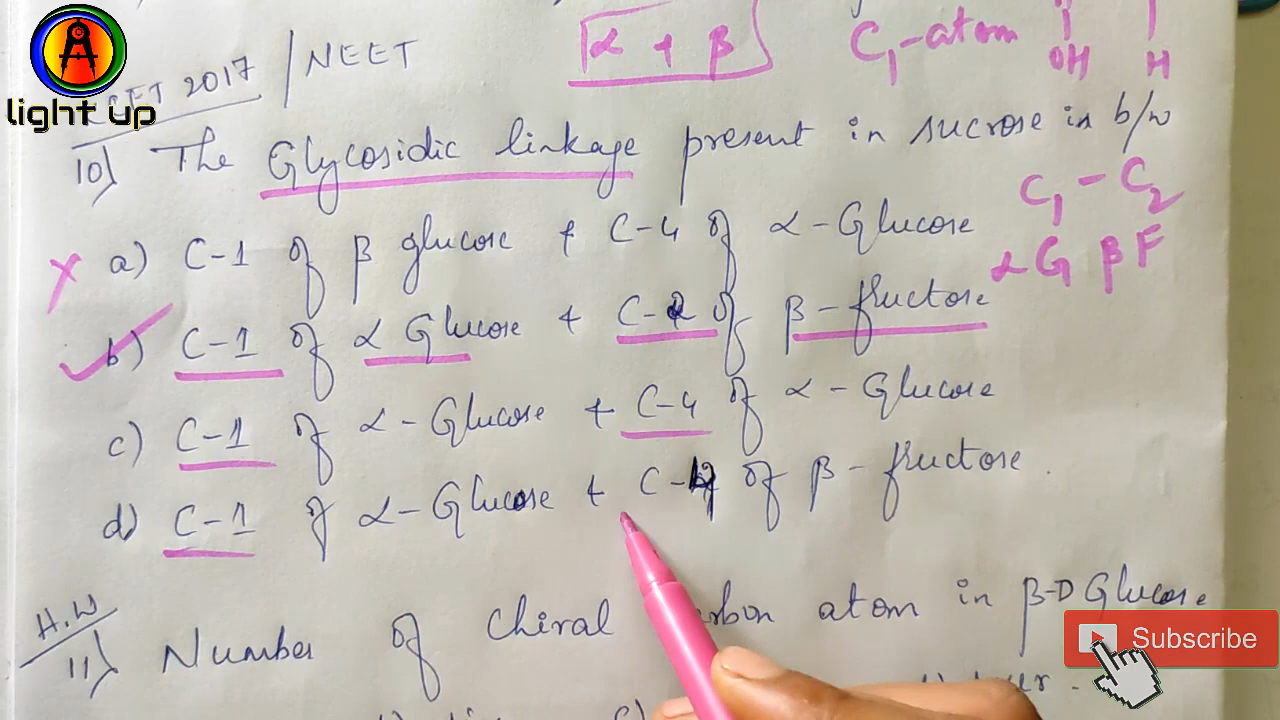 α + β C1-atom OH H
light up
2017 / NEET
10) The Glycosidic linkage present in sucrose in b/w
C1 - C2
a) C-1 of β glucose + C-4 of α-Glucose
αG βF
b) C-1 of α Glucose + C-2 of β-fructose
c) C-1 of α-Glucose + C-4 of α-Glucose
d) C-1 of α-Glucose + C-4 of β-fructose.
H.W
11) Number of chiral atom in β-D Glucose
Subscribe